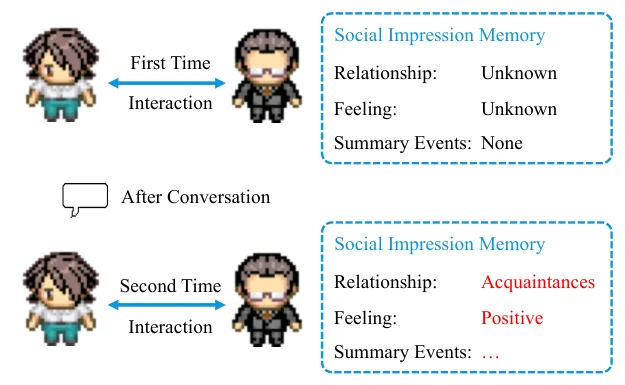 First Time
Interaction
Social Impression Memory
Relationship: Unknown
Feeling: Unknown
Summary Events: None
After Conversation
Second Time
Interaction
Social Impression Memory
Relationship: Acquaintances
Feeling: Positive
Summary Events: ...